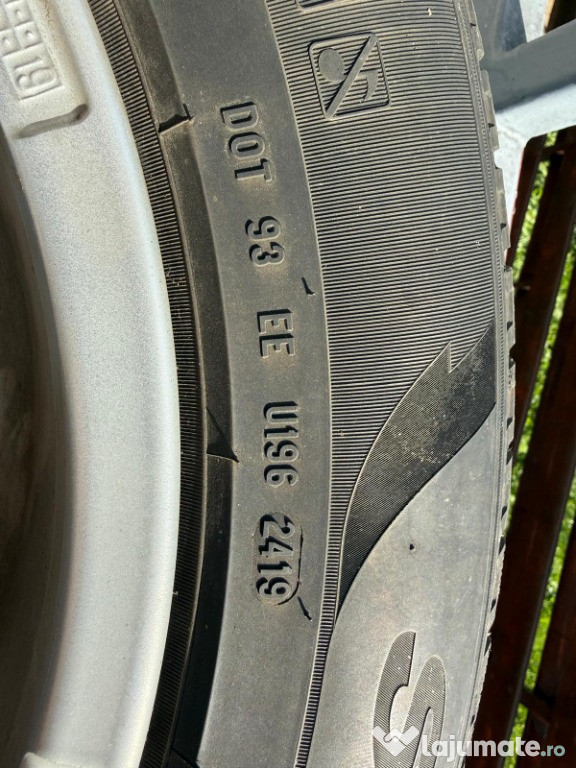 DOT 93 EE U196 2419
S
lajumate.ro